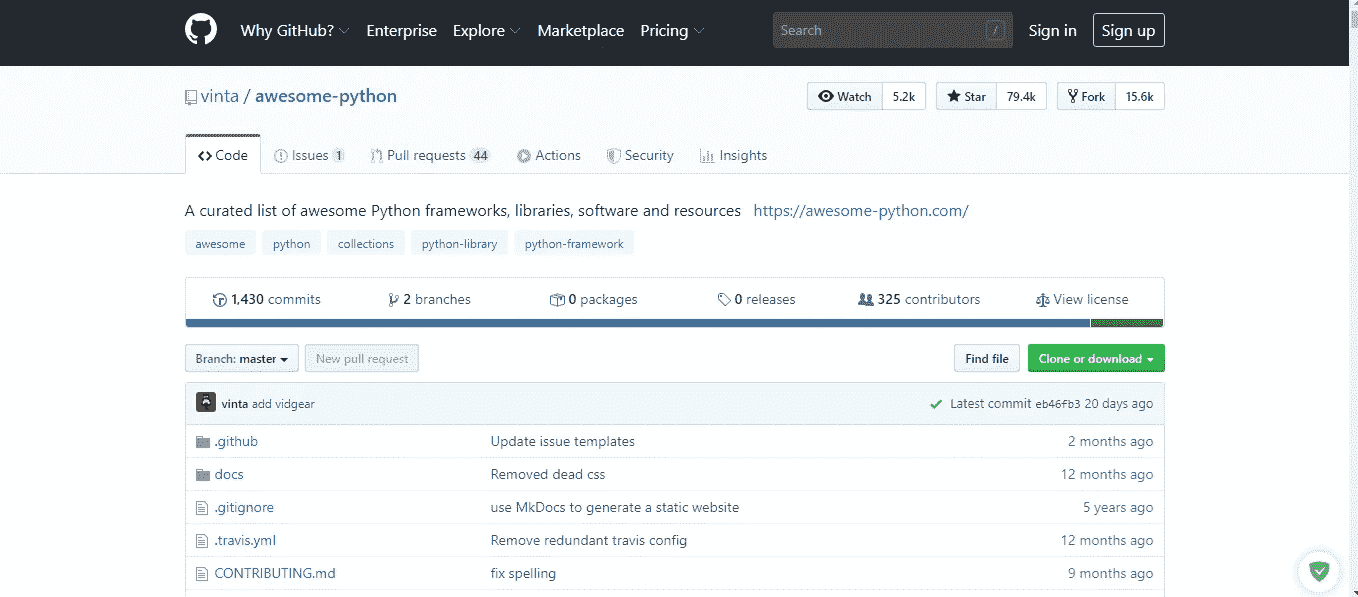 Why GitHub? Enterprise Explore Marketplace Pricing Search / Sign in Sign up
vinta / awesome-python Watch 5.2k Star 79.4k Fork 15.6k
Code Issues 1 Pull requests 44 Actions Security Insights
A curated list of awesome Python frameworks, libraries, software and resources https://awesome-python.com/
awesome python collections python-library python-framework
1,430 commits 2 branches 0 packages 0 releases 325 contributors View license
Branch: master New pull request Find file Clone or download
vinta add vidgear Latest commit eb46fb3 20 days ago
.github Update issue templates 2 months ago
docs Removed dead css 12 months ago
.gitignore use MkDocs to generate a static website 5 years ago
.travis.yml Remove redundant travis config 12 months ago
CONTRIBUTING.md fix spelling 9 months ago